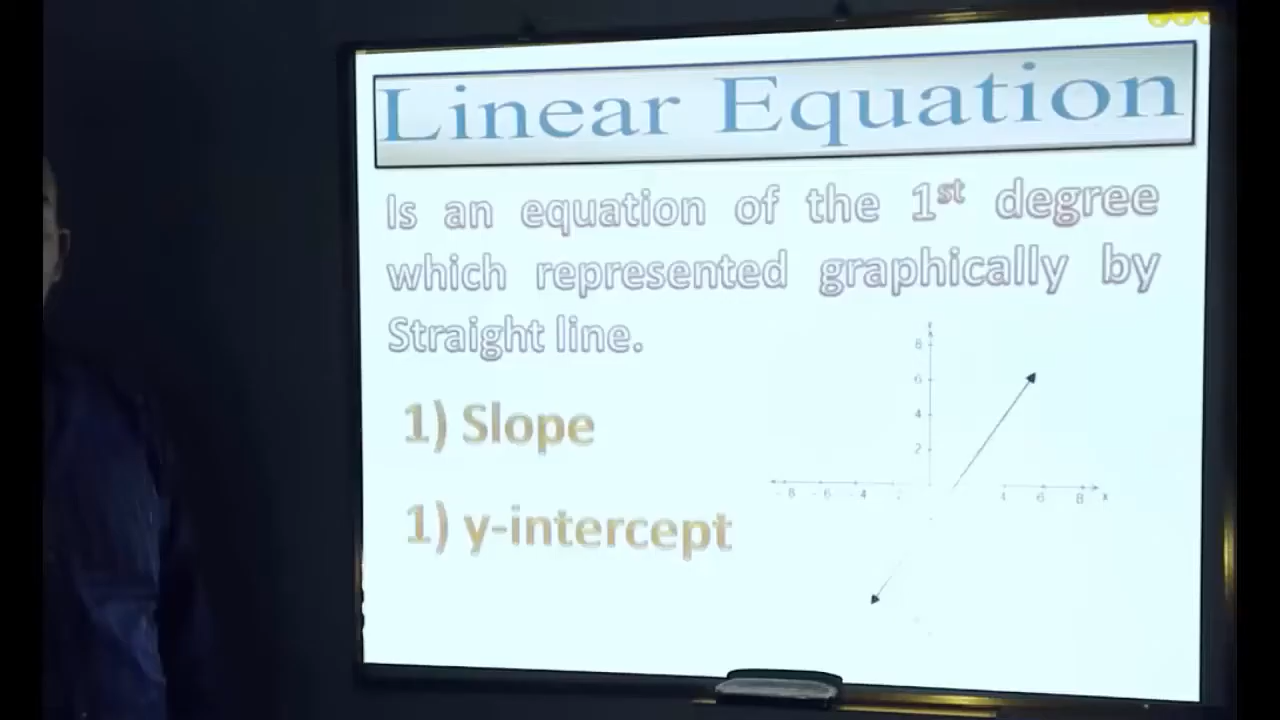 Linear Equation
Is an equation of the 1st degree
which represented graphically by
Straight line.
1) Slope
1) y-intercept
8
6
4
2
-8 -6 -4 4 6 8 x